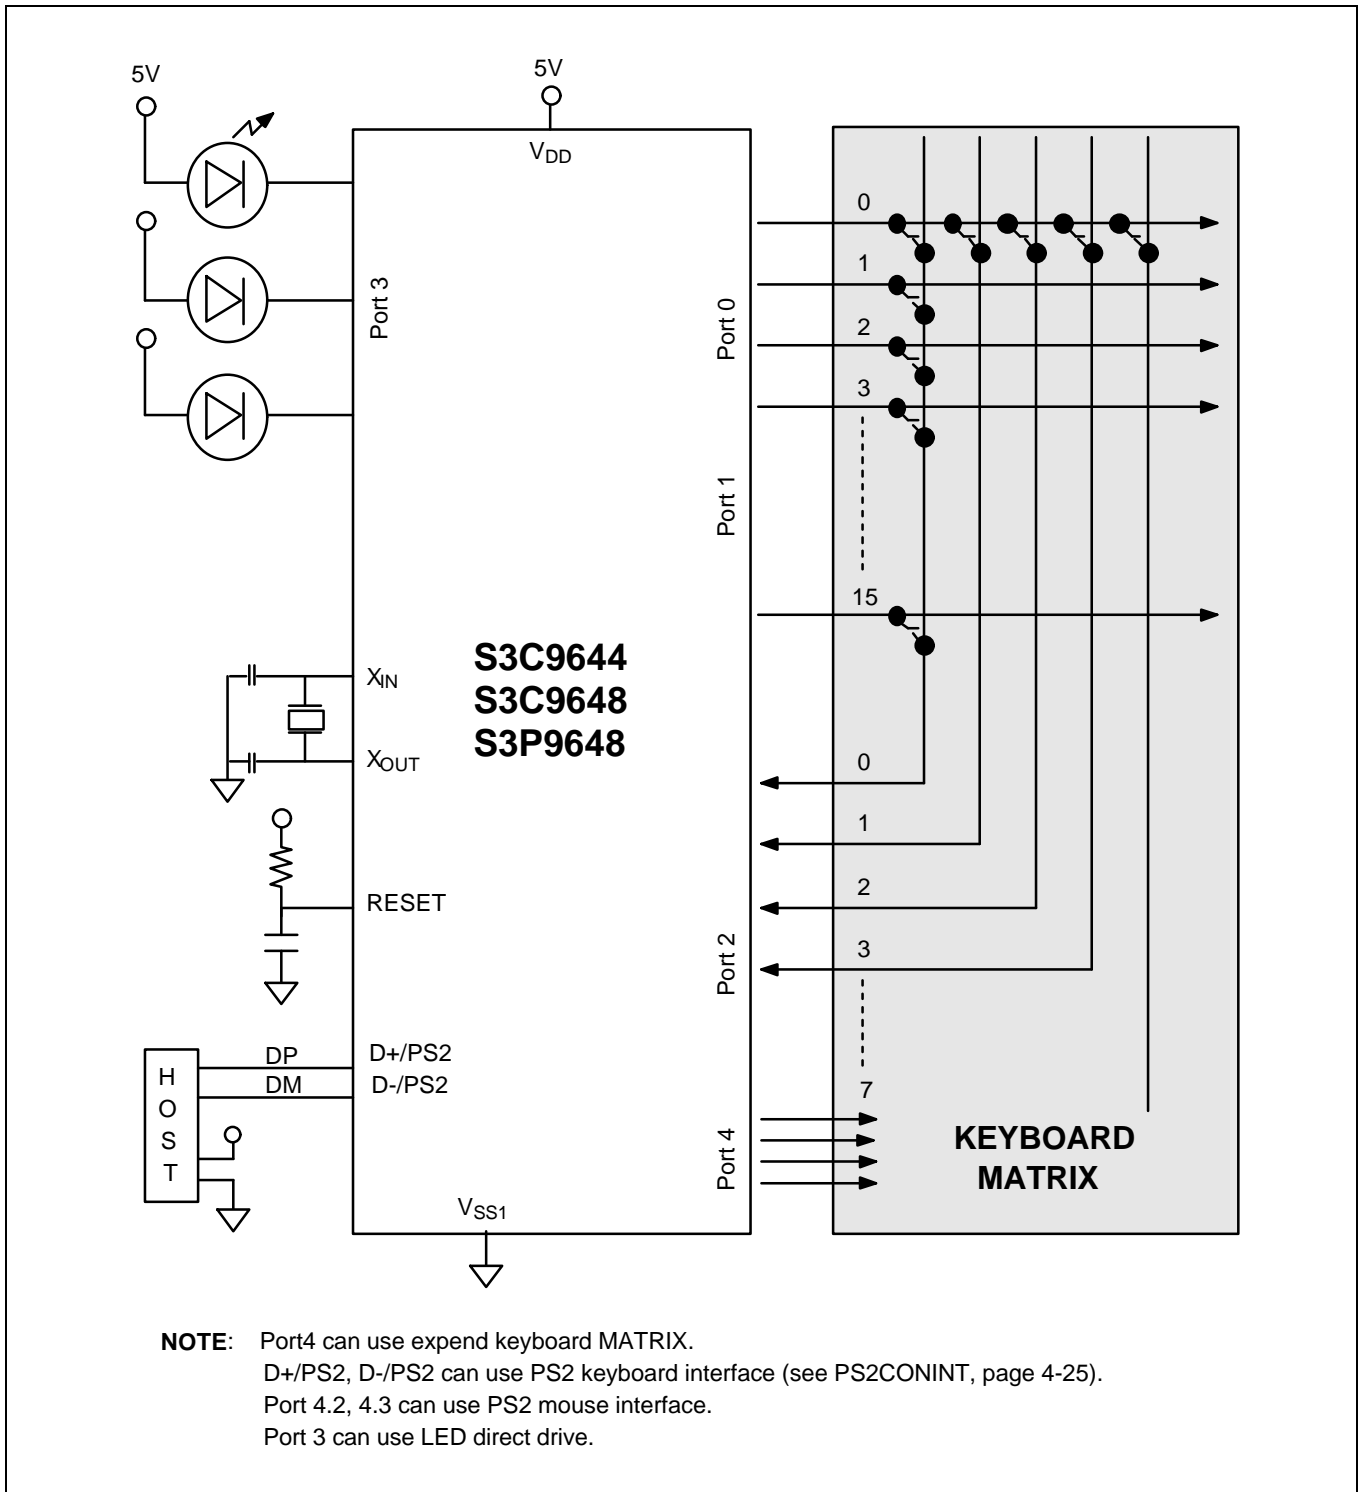 5V
5V
VDD
Port 3
Port 0
Port 1
0
1
2
3
15
S3C9644
S3C9648
S3P9648
XIN
XOUT
RESET
0
1
2
3
7
Port 2
Port 4
DP
DM
D+/PS2
D-/PS2
H
O
S
T
KEYBOARD
MATRIX
VSS1
NOTE: Port4 can use expend keyboard MATRIX.
D+/PS2, D-/PS2 can use PS2 keyboard interface (see PS2CONINT, page 4-25).
Port 4.2, 4.3 can use PS2 mouse interface.
Port 3 can use LED direct drive.